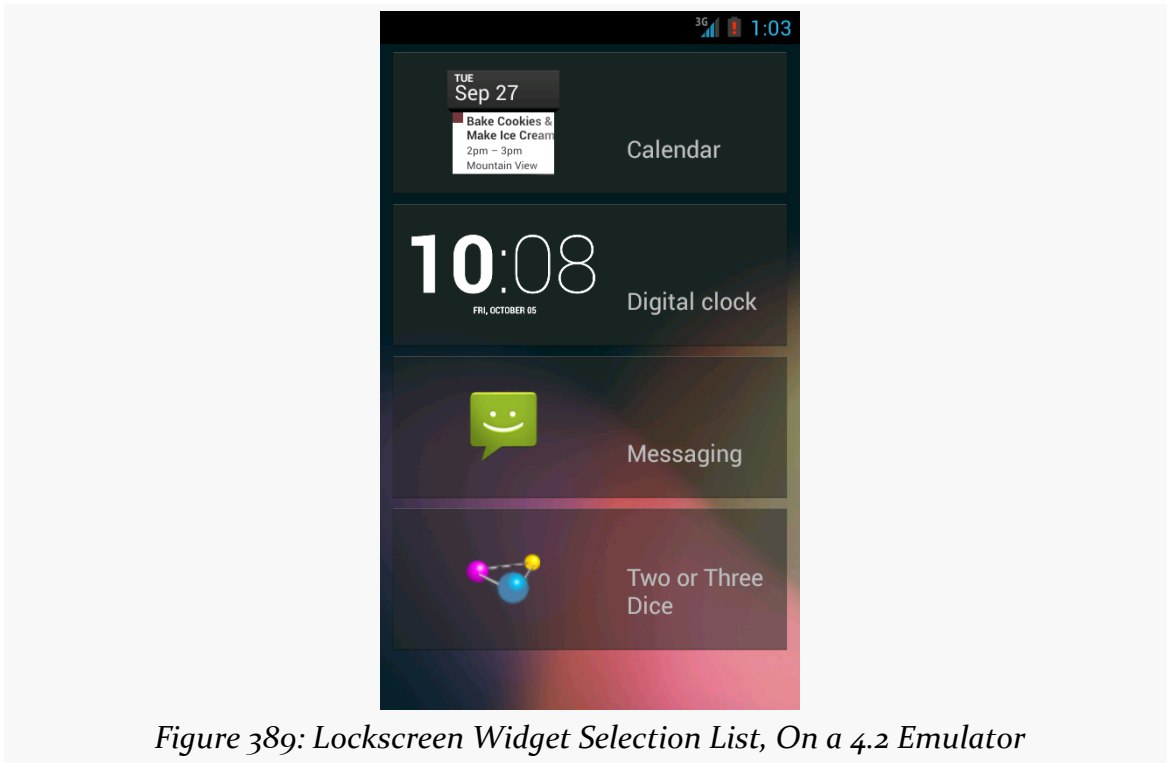 3G 1:03
TUE
Sep 27
Bake Cookies &
Make Ice Cream
2pm – 3pm
Mountain View
Calendar
10:08
FRI, OCTOBER 05
Digital clock
Messaging
Two or Three
Dice
Figure 389: Lockscreen Widget Selection List, On a 4.2 Emulator